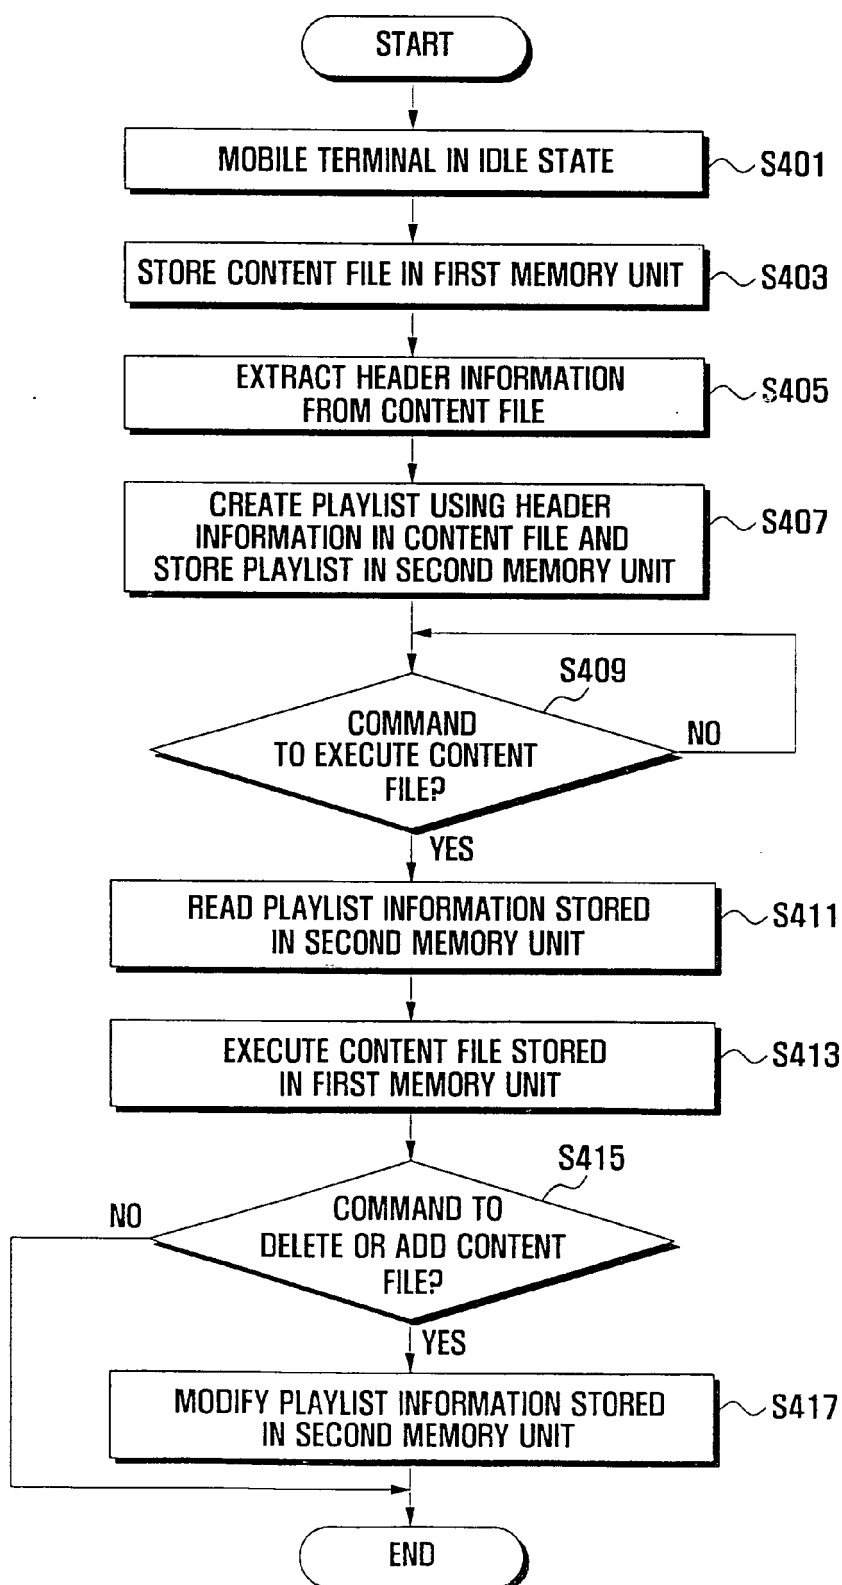 START
MOBILE TERMINAL IN IDLE STATE
S401
STORE CONTENT FILE IN FIRST MEMORY UNIT
S403
EXTRACT HEADER INFORMATION
FROM CONTENT FILE
S405
CREATE PLAYLIST USING HEADER
INFORMATION IN CONTENT FILE AND
STORE PLAYLIST IN SECOND MEMORY UNIT
S407
S409
COMMAND
TO EXECUTE CONTENT
FILE?
NO
YES
READ PLAYLIST INFORMATION STORED
IN SECOND MEMORY UNIT
S411
EXECUTE CONTENT FILE STORED
IN FIRST MEMORY UNIT
S413
S415
COMMAND TO
DELETE OR ADD CONTENT
FILE?
NO
YES
MODIFY PLAYLIST INFORMATION STORED
IN SECOND MEMORY UNIT
S417
END